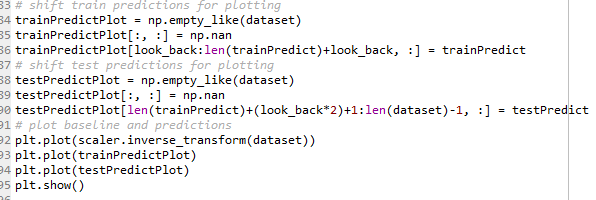 83 # shift train predictions for plotting
84 trainPredictPlot = np.empty_like(dataset)
85 trainPredictPlot[:, :] = np.nan
86 trainPredictPlot[look_back:len(trainPredict)+look_back, :] = trainPredict
87 # shift test predictions for plotting
88 testPredictPlot = np.empty_like(dataset)
89 testPredictPlot[:, :] = np.nan
90 testPredictPlot[len(trainPredict)+(look_back*2)+1:len(dataset)-1, :] = testPredict
91 # plot baseline and predictions
92 plt.plot(scaler.inverse_transform(dataset))
93 plt.plot(trainPredictPlot)
94 plt.plot(testPredictPlot)
95 plt.show()